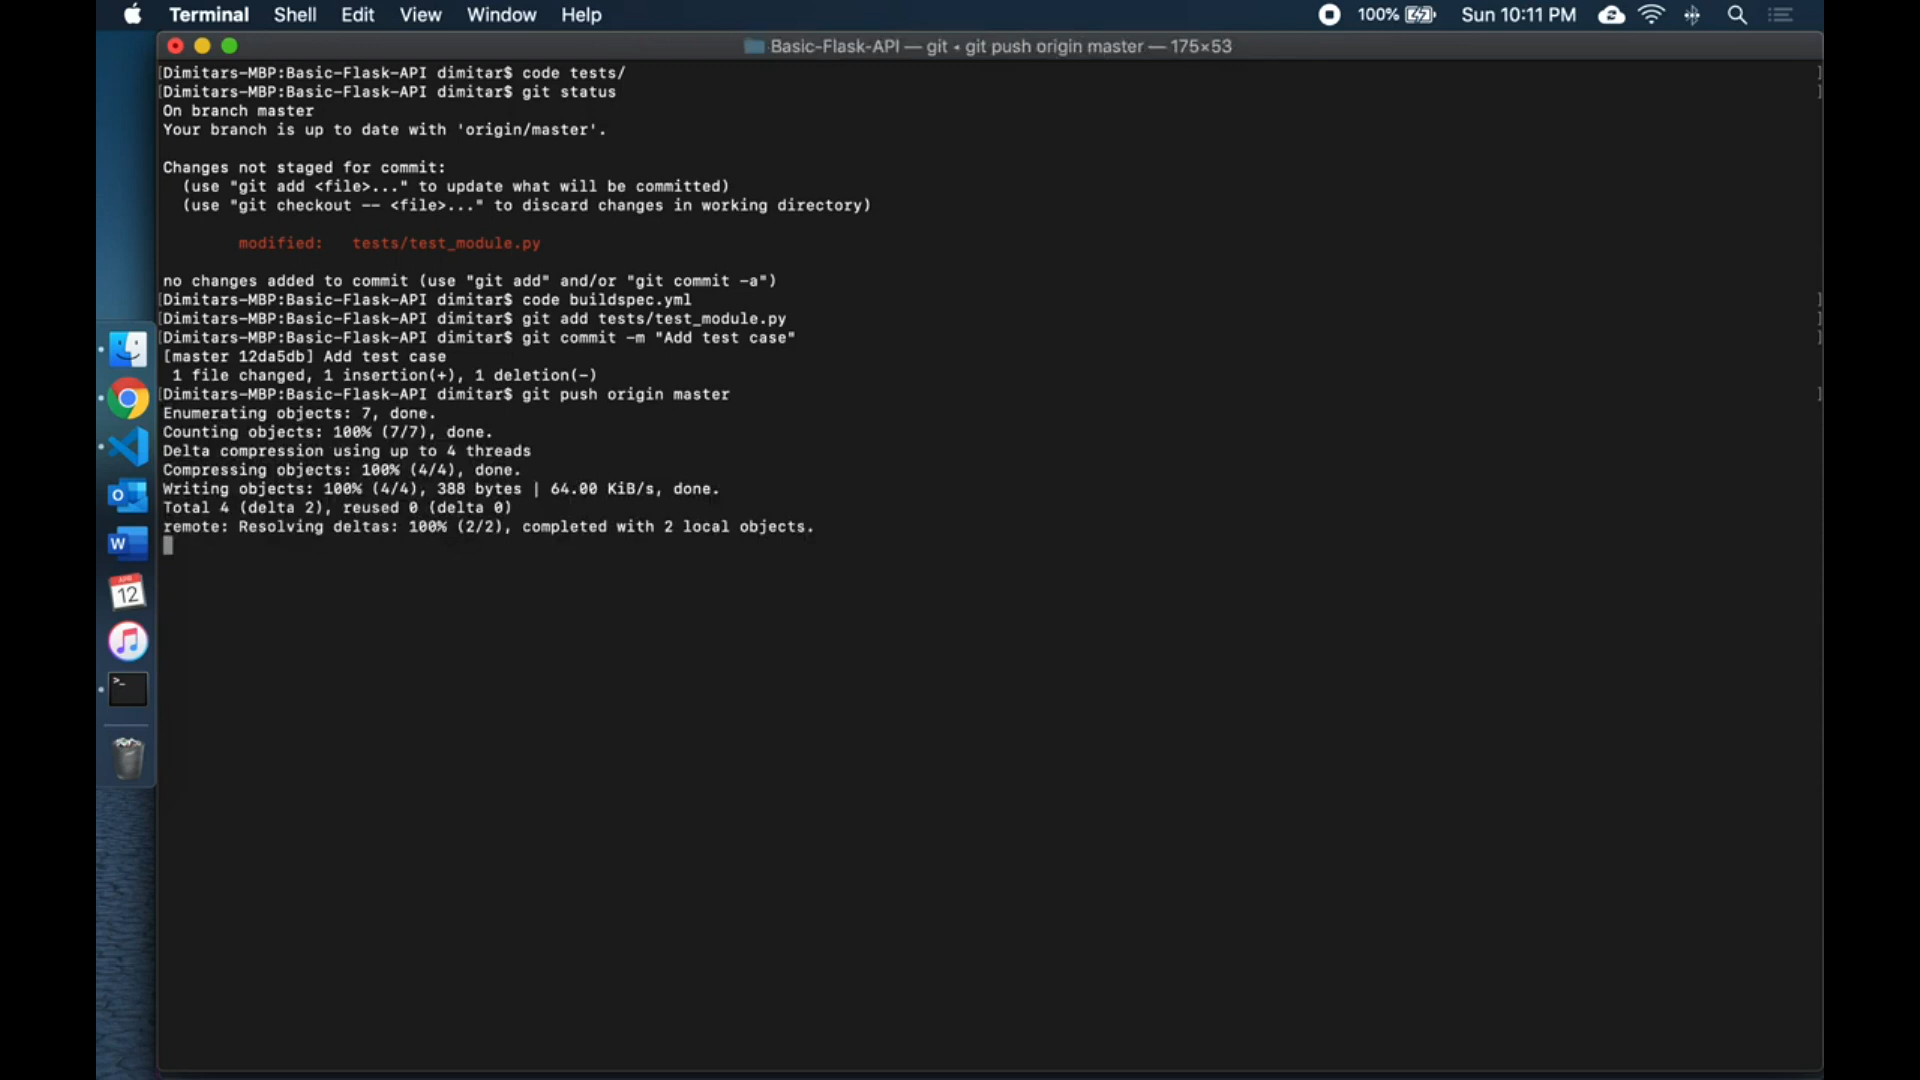 Terminal Shell Edit View Window Help 100% Sun 10:11 PM
Basic-Flask-API — git ◂ git push origin master — 175×53
[Dimitars-MBP:Basic-Flask-API dimitar$ code tests/ ]
[Dimitars-MBP:Basic-Flask-API dimitar$ git status ]
On branch master
Your branch is up to date with 'origin/master'.
Changes not staged for commit:
(use "git add <file>..." to update what will be committed)
(use "git checkout -- <file>..." to discard changes in working directory)
modified: tests/test_module.py
no changes added to commit (use "git add" and/or "git commit -a")
[Dimitars-MBP:Basic-Flask-API dimitar$ code buildspec.yml ]
[Dimitars-MBP:Basic-Flask-API dimitar$ git add tests/test_module.py ]
[Dimitars-MBP:Basic-Flask-API dimitar$ git commit -m "Add test case" ]
[master 12da5db] Add test case
1 file changed, 1 insertion(+), 1 deletion(-)
[Dimitars-MBP:Basic-Flask-API dimitar$ git push origin master ]
Enumerating objects: 7, done.
Counting objects: 100% (7/7), done.
Delta compression using up to 4 threads
Compressing objects: 100% (4/4), done.
Writing objects: 100% (4/4), 388 bytes | 64.00 KiB/s, done.
Total 4 (delta 2), reused 0 (delta 0)
remote: Resolving deltas: 100% (2/2), completed with 2 local objects.
O
W
APR
12
>_